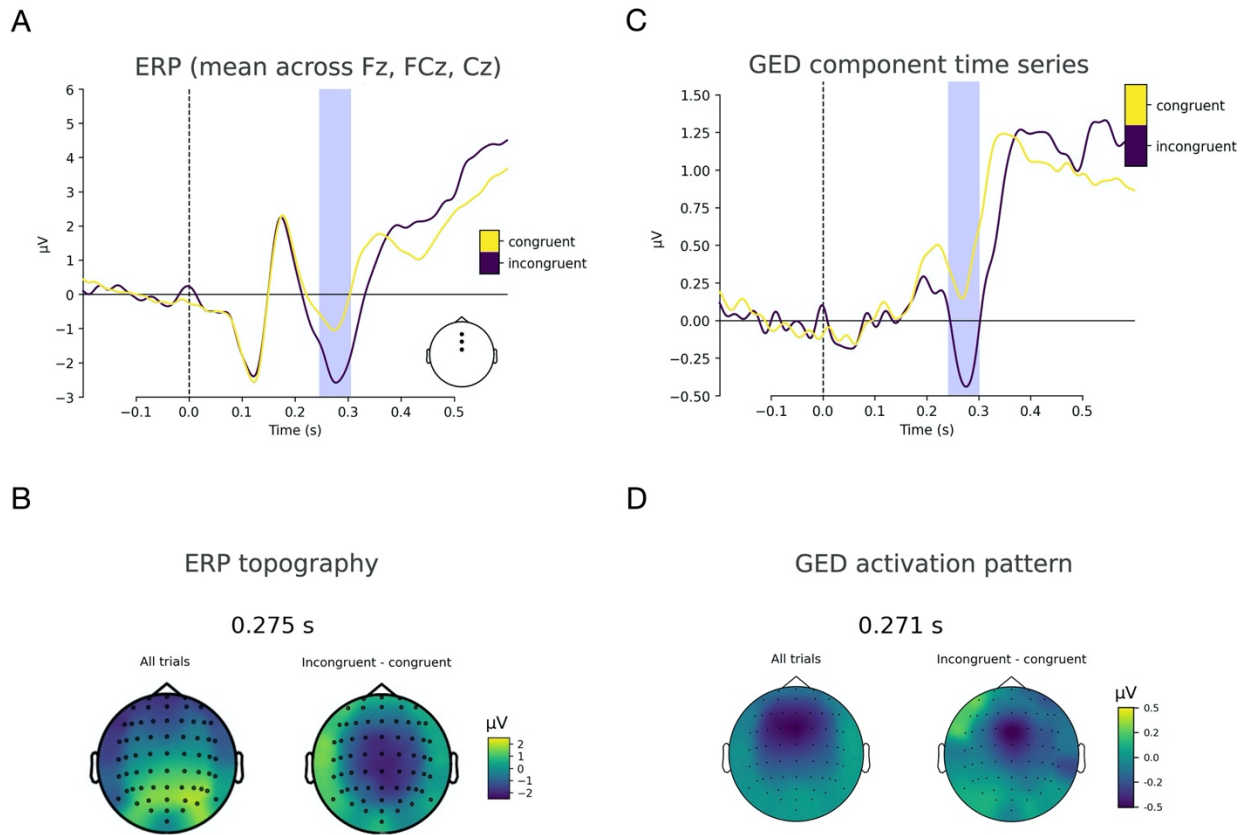 A
ERP (mean across Fz, FCz, Cz)
6
5
4
3
2
1
0
−1
−2
−3
µV
−0.1 0.0 0.1 0.2 0.3 0.4 0.5
Time (s)
congruent
incongruent
C
GED component time series
1.50
1.25
1.00
0.75
0.50
0.25
0.00
−0.25
−0.50
µV
−0.1 0.0 0.1 0.2 0.3 0.4 0.5
Time (s)
congruent
incongruent
B
ERP topography
0.275 s
All trials
Incongruent - congruent
µV
2
1
0
−1
−2
D
GED activation pattern
0.271 s
All trials
Incongruent - congruent
µV
0.5
0.2
0.0
-0.2
-0.5